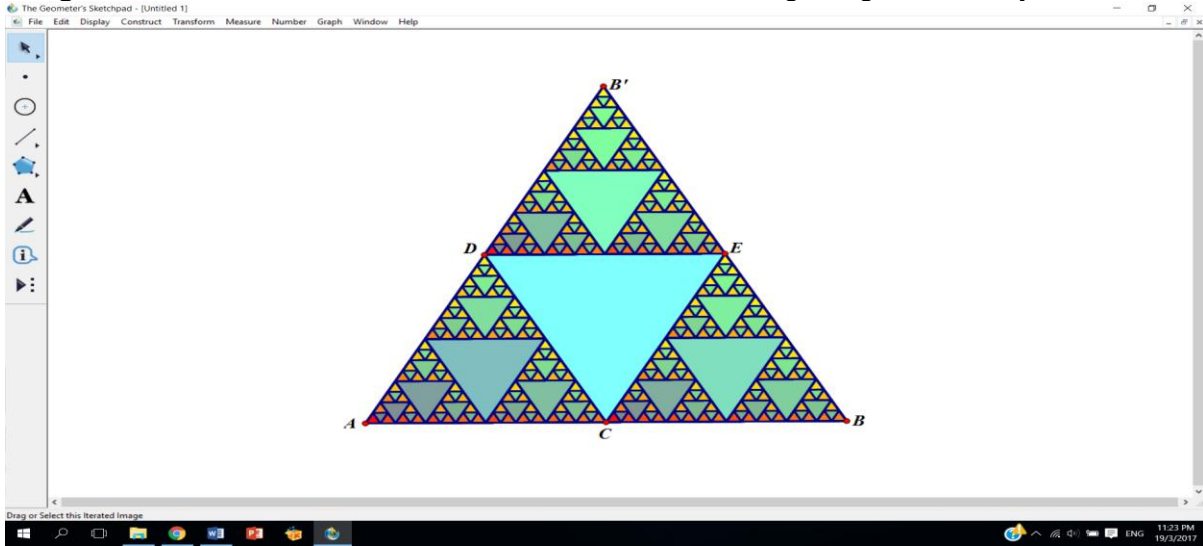 The Geometer's Sketchpad - [Untitled 1]
File Edit Display Construct Transform Measure Number Graph Window Help
B'
D
E
A
A
B
C
Drag or Select this Iterated Image
ENG
11:23 PM
19/3/2017